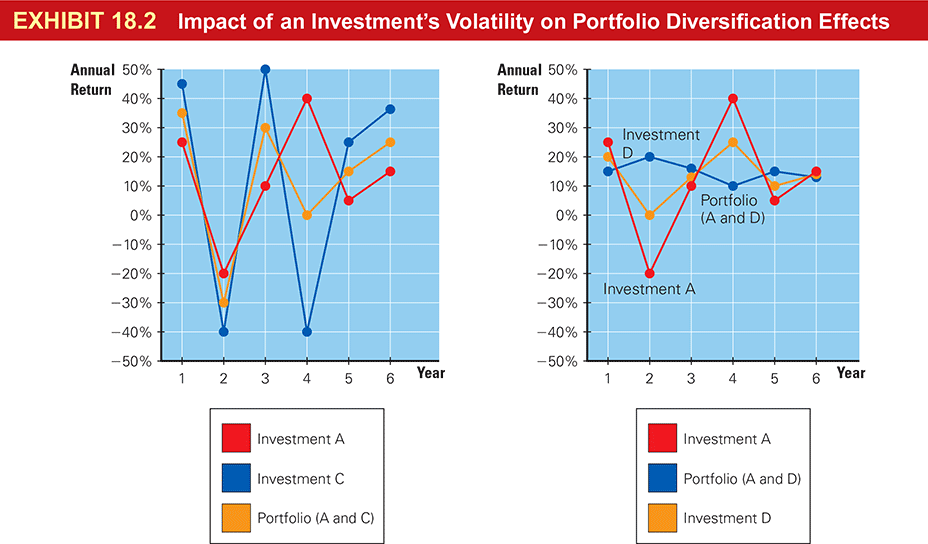 EXHIBIT 18.2 Impact of an Investment's Volatility on Portfolio Diversification Effects
Annual
Return
50%
40%
30%
20%
10%
0%
−10%
−20%
−30%
−40%
−50%
1 2 3 4 5 6
Year
Investment A
Investment C
Portfolio (A and C)
Annual
Return
50%
40%
30%
20%
10%
0%
−10%
−20%
−30%
−40%
−50%
Investment
D
Portfolio
(A and D)
Investment A
1 2 3 4 5 6
Year
Investment A
Portfolio (A and D)
Investment D